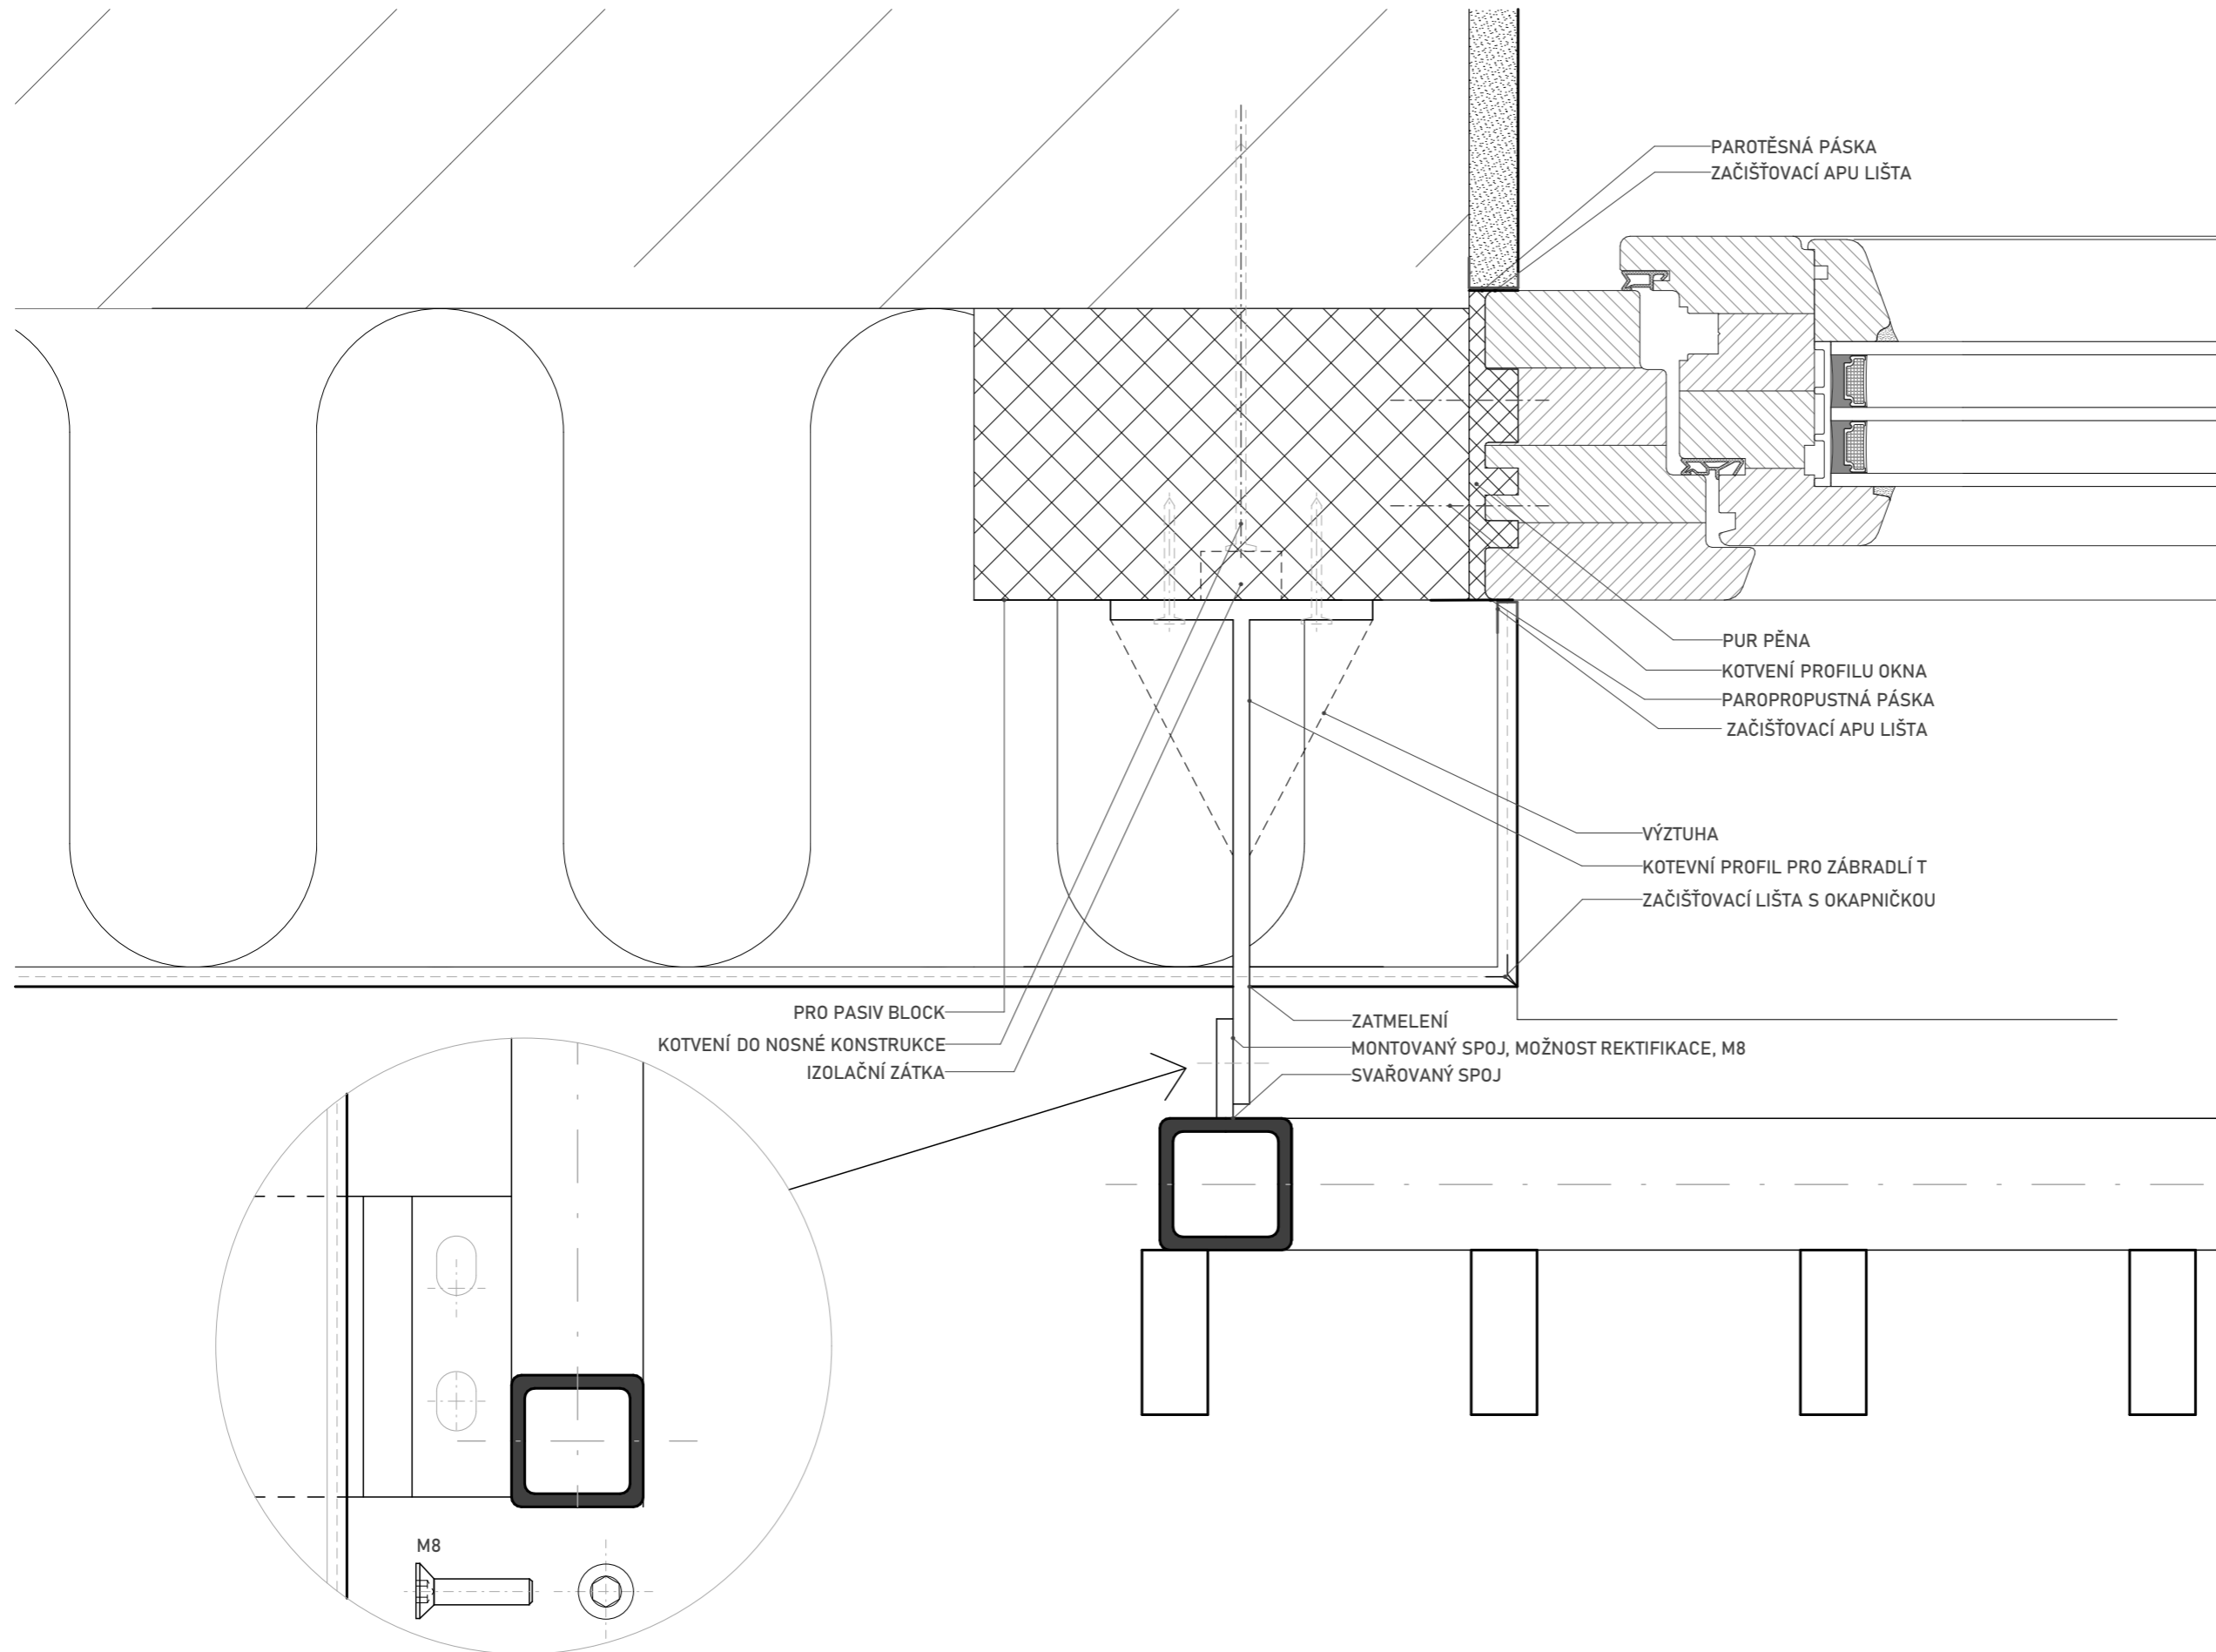 PAROTĚSNÁ PÁSKA
ZAČIŠŤOVACÍ APU LIŠTA
PUR PĚNA
KOTVENÍ PROFILU OKNA
PAROPROPUSTNÁ PÁSKA
ZAČIŠŤOVACÍ APU LIŠTA
VÝZTUHA
KOTEVNÍ PROFIL PRO ZÁBRADLÍ T
ZAČIŠŤOVACÍ LIŠTA S OKAPNIČKOU
PRO PASIV BLOCK
KOTVENÍ DO NOSNÉ KONSTRUKCE
IZOLAČNÍ ZÁTKA
ZATMELENÍ
MONTOVANÝ SPOJ, MOŽNOST REKTIFIKACE, M8
SVAŘOVANÝ SPOJ
M8